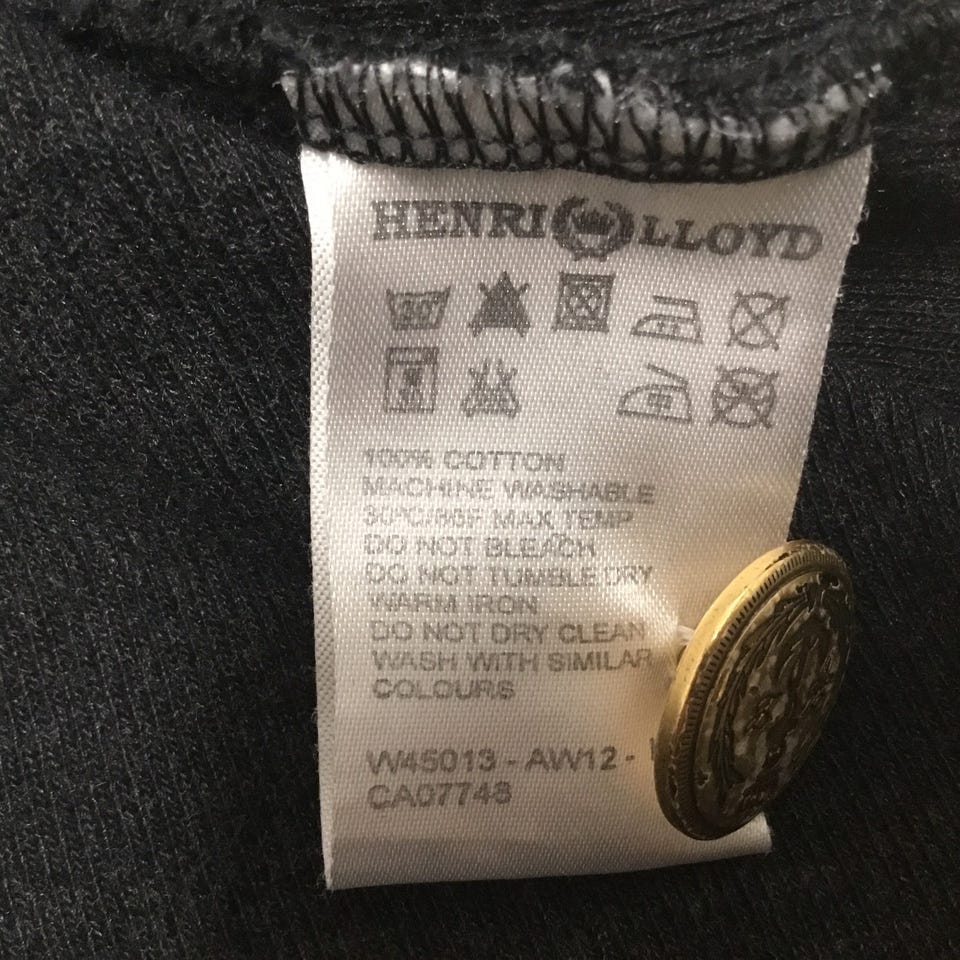 HENRI LLOYD
30
100% COTTON
MACHINE WASHABLE
30°C/86F MAX TEMP
DO NOT BLEACH
DO NOT TUMBLE DRY
WARM IRON
DO NOT DRY CLEAN
WASH WITH SIMILAR
COLOURS
W45013 - AW12 -
CA07748